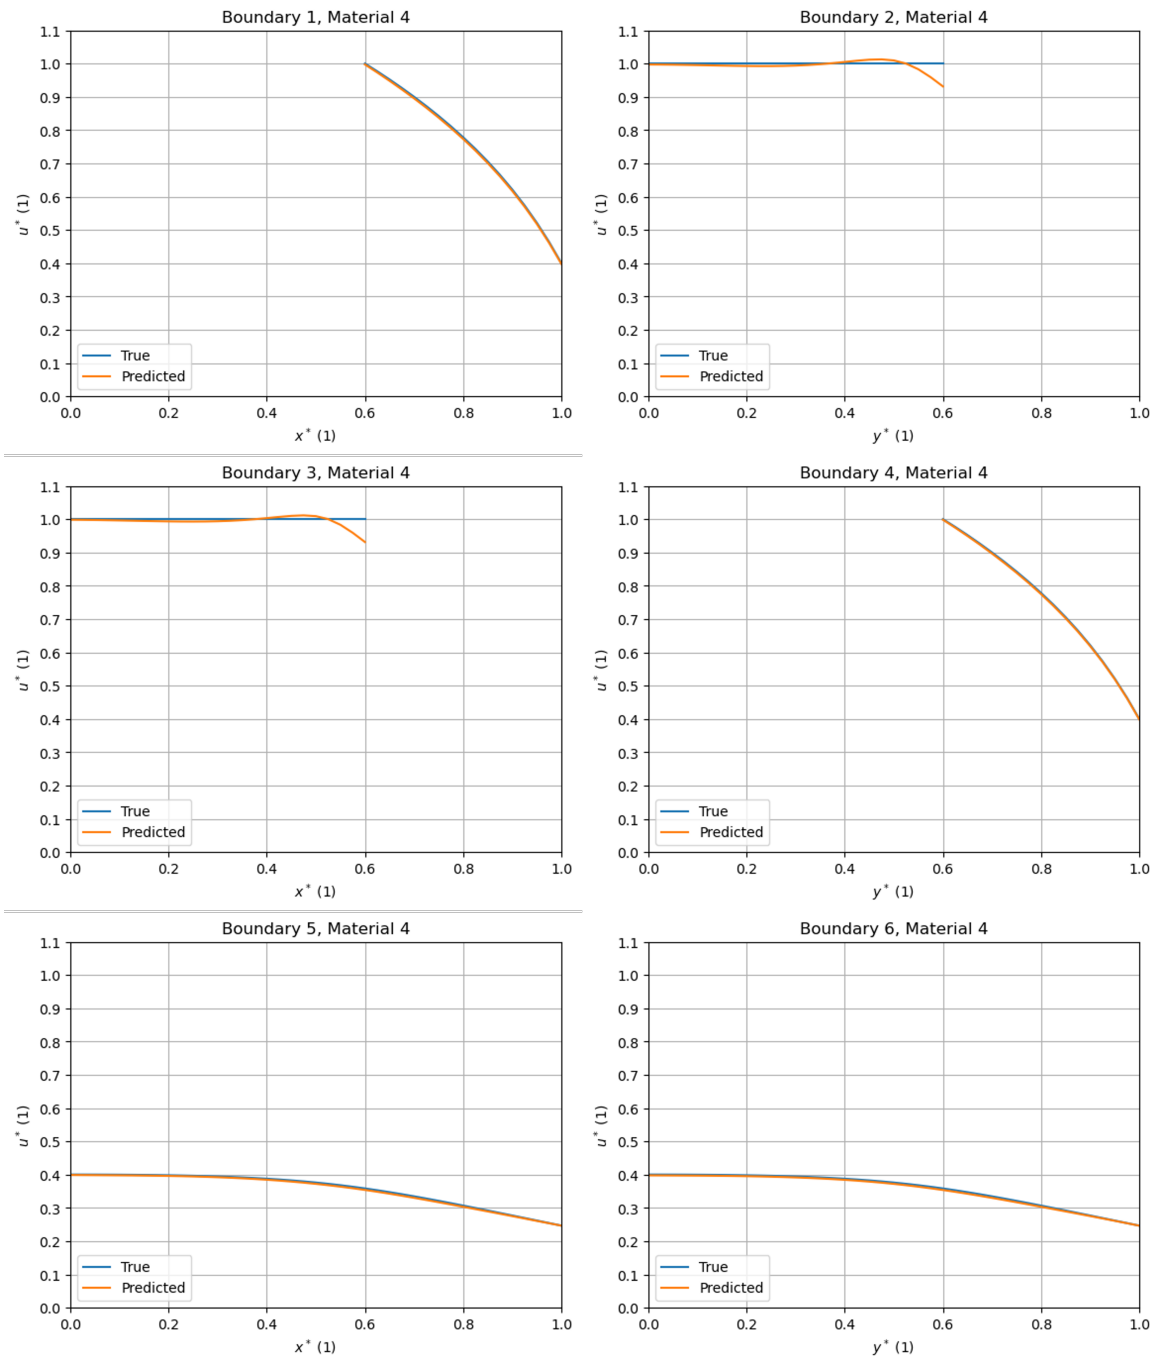 Boundary 1, Material 4
1.1
1.0
0.9
0.8
0.7
0.6
0.5
0.4
0.3
0.2
0.1
0.0
u* (1)
True
Predicted
0.0 0.2 0.4 0.6 0.8 1.0
x* (1)
Boundary 2, Material 4
1.1
1.0
0.9
0.8
0.7
0.6
0.5
0.4
0.3
0.2
0.1
0.0
u* (1)
True
Predicted
0.0 0.2 0.4 0.6 0.8 1.0
y* (1)
Boundary 3, Material 4
1.1
1.0
0.9
0.8
0.7
0.6
0.5
0.4
0.3
0.2
0.1
0.0
u* (1)
True
Predicted
0.0 0.2 0.4 0.6 0.8 1.0
x* (1)
Boundary 4, Material 4
1.1
1.0
0.9
0.8
0.7
0.6
0.5
0.4
0.3
0.2
0.1
0.0
u* (1)
True
Predicted
0.0 0.2 0.4 0.6 0.8 1.0
y* (1)
Boundary 5, Material 4
1.1
1.0
0.9
0.8
0.7
0.6
0.5
0.4
0.3
0.2
0.1
0.0
u* (1)
True
Predicted
0.0 0.2 0.4 0.6 0.8 1.0
x* (1)
Boundary 6, Material 4
1.1
1.0
0.9
0.8
0.7
0.6
0.5
0.4
0.3
0.2
0.1
0.0
u* (1)
True
Predicted
0.0 0.2 0.4 0.6 0.8 1.0
y* (1)